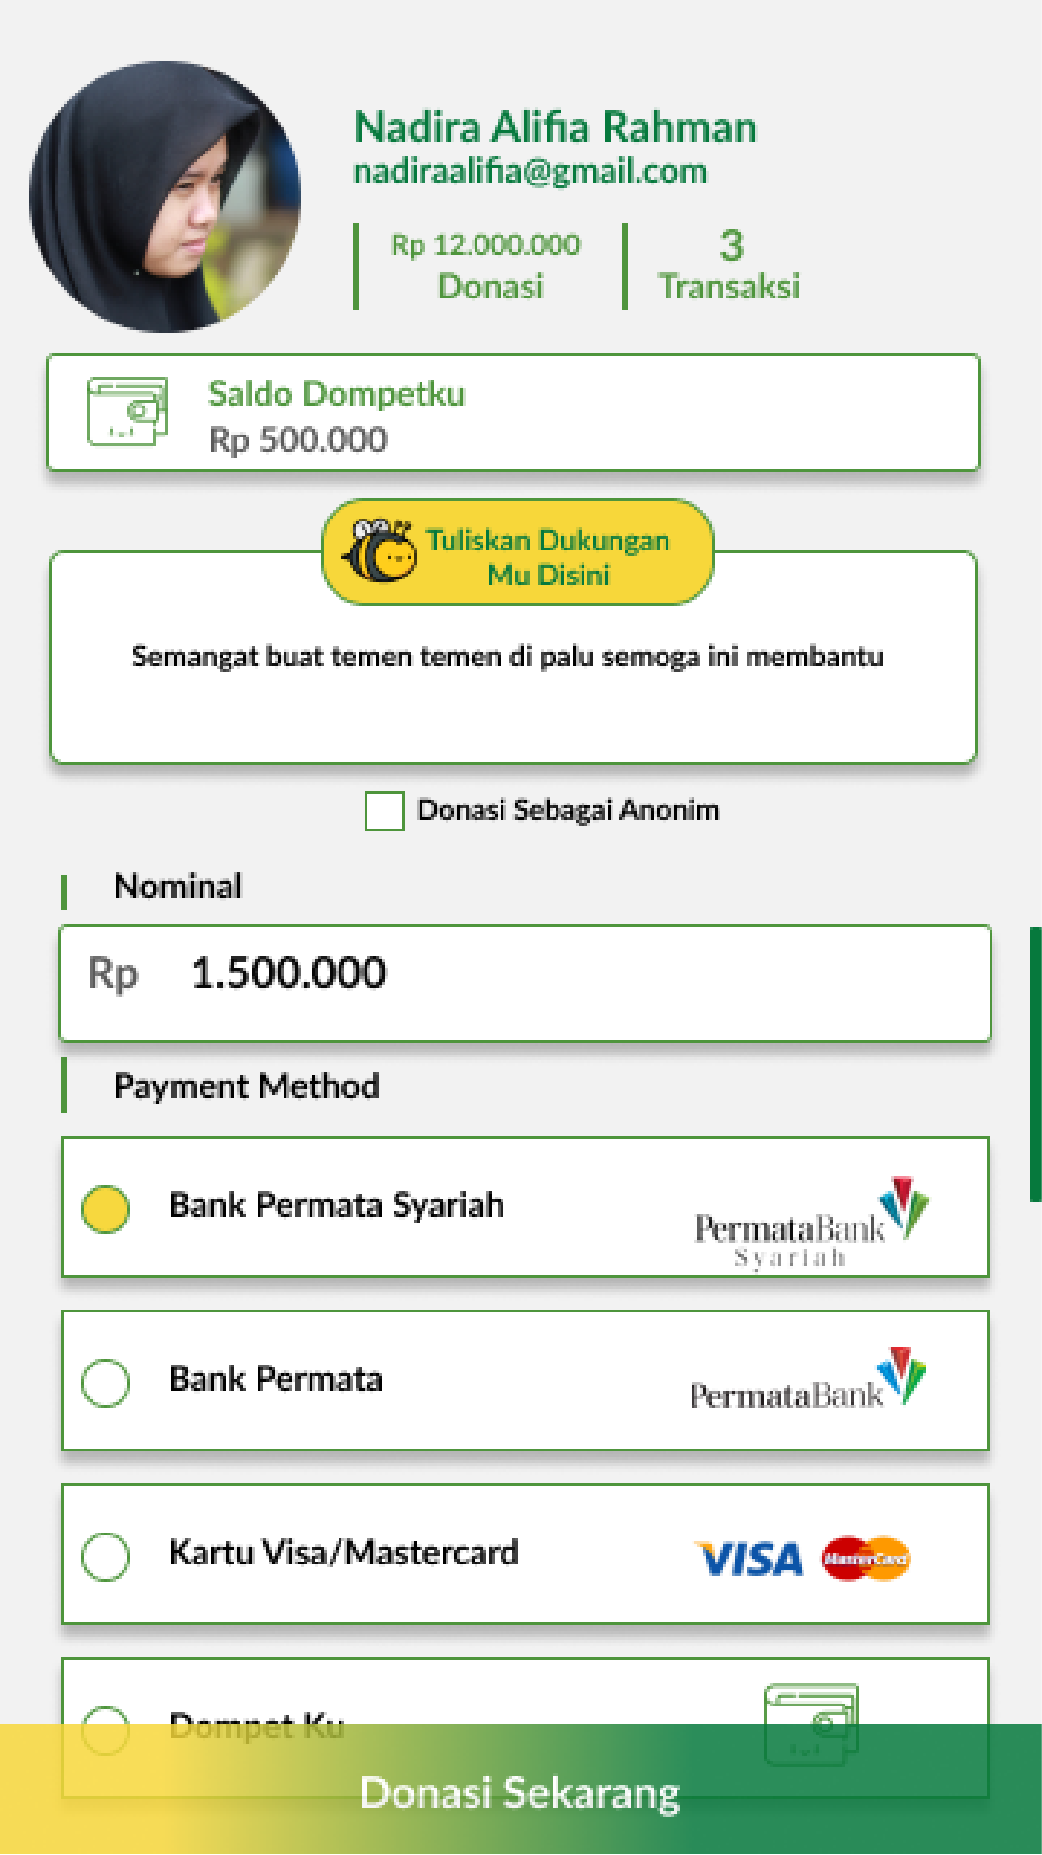 Nadira Alifia Rahman
nadiraalifia@gmail.com
Rp 12.000.000
Donasi
3
Transaksi
Saldo Dompetku
Rp 500.000
Tuliskan Dukungan
Mu Disini
Semangat buat temen temen di palu semoga ini membantu
Donasi Sebagai Anonim
Nominal
Rp 1.500.000
Payment Method
Bank Permata Syariah
PermataBank
Syariah
Bank Permata
PermataBank
Kartu Visa/Mastercard
VISA MasterCard
Dompet Ku
Donasi Sekarang